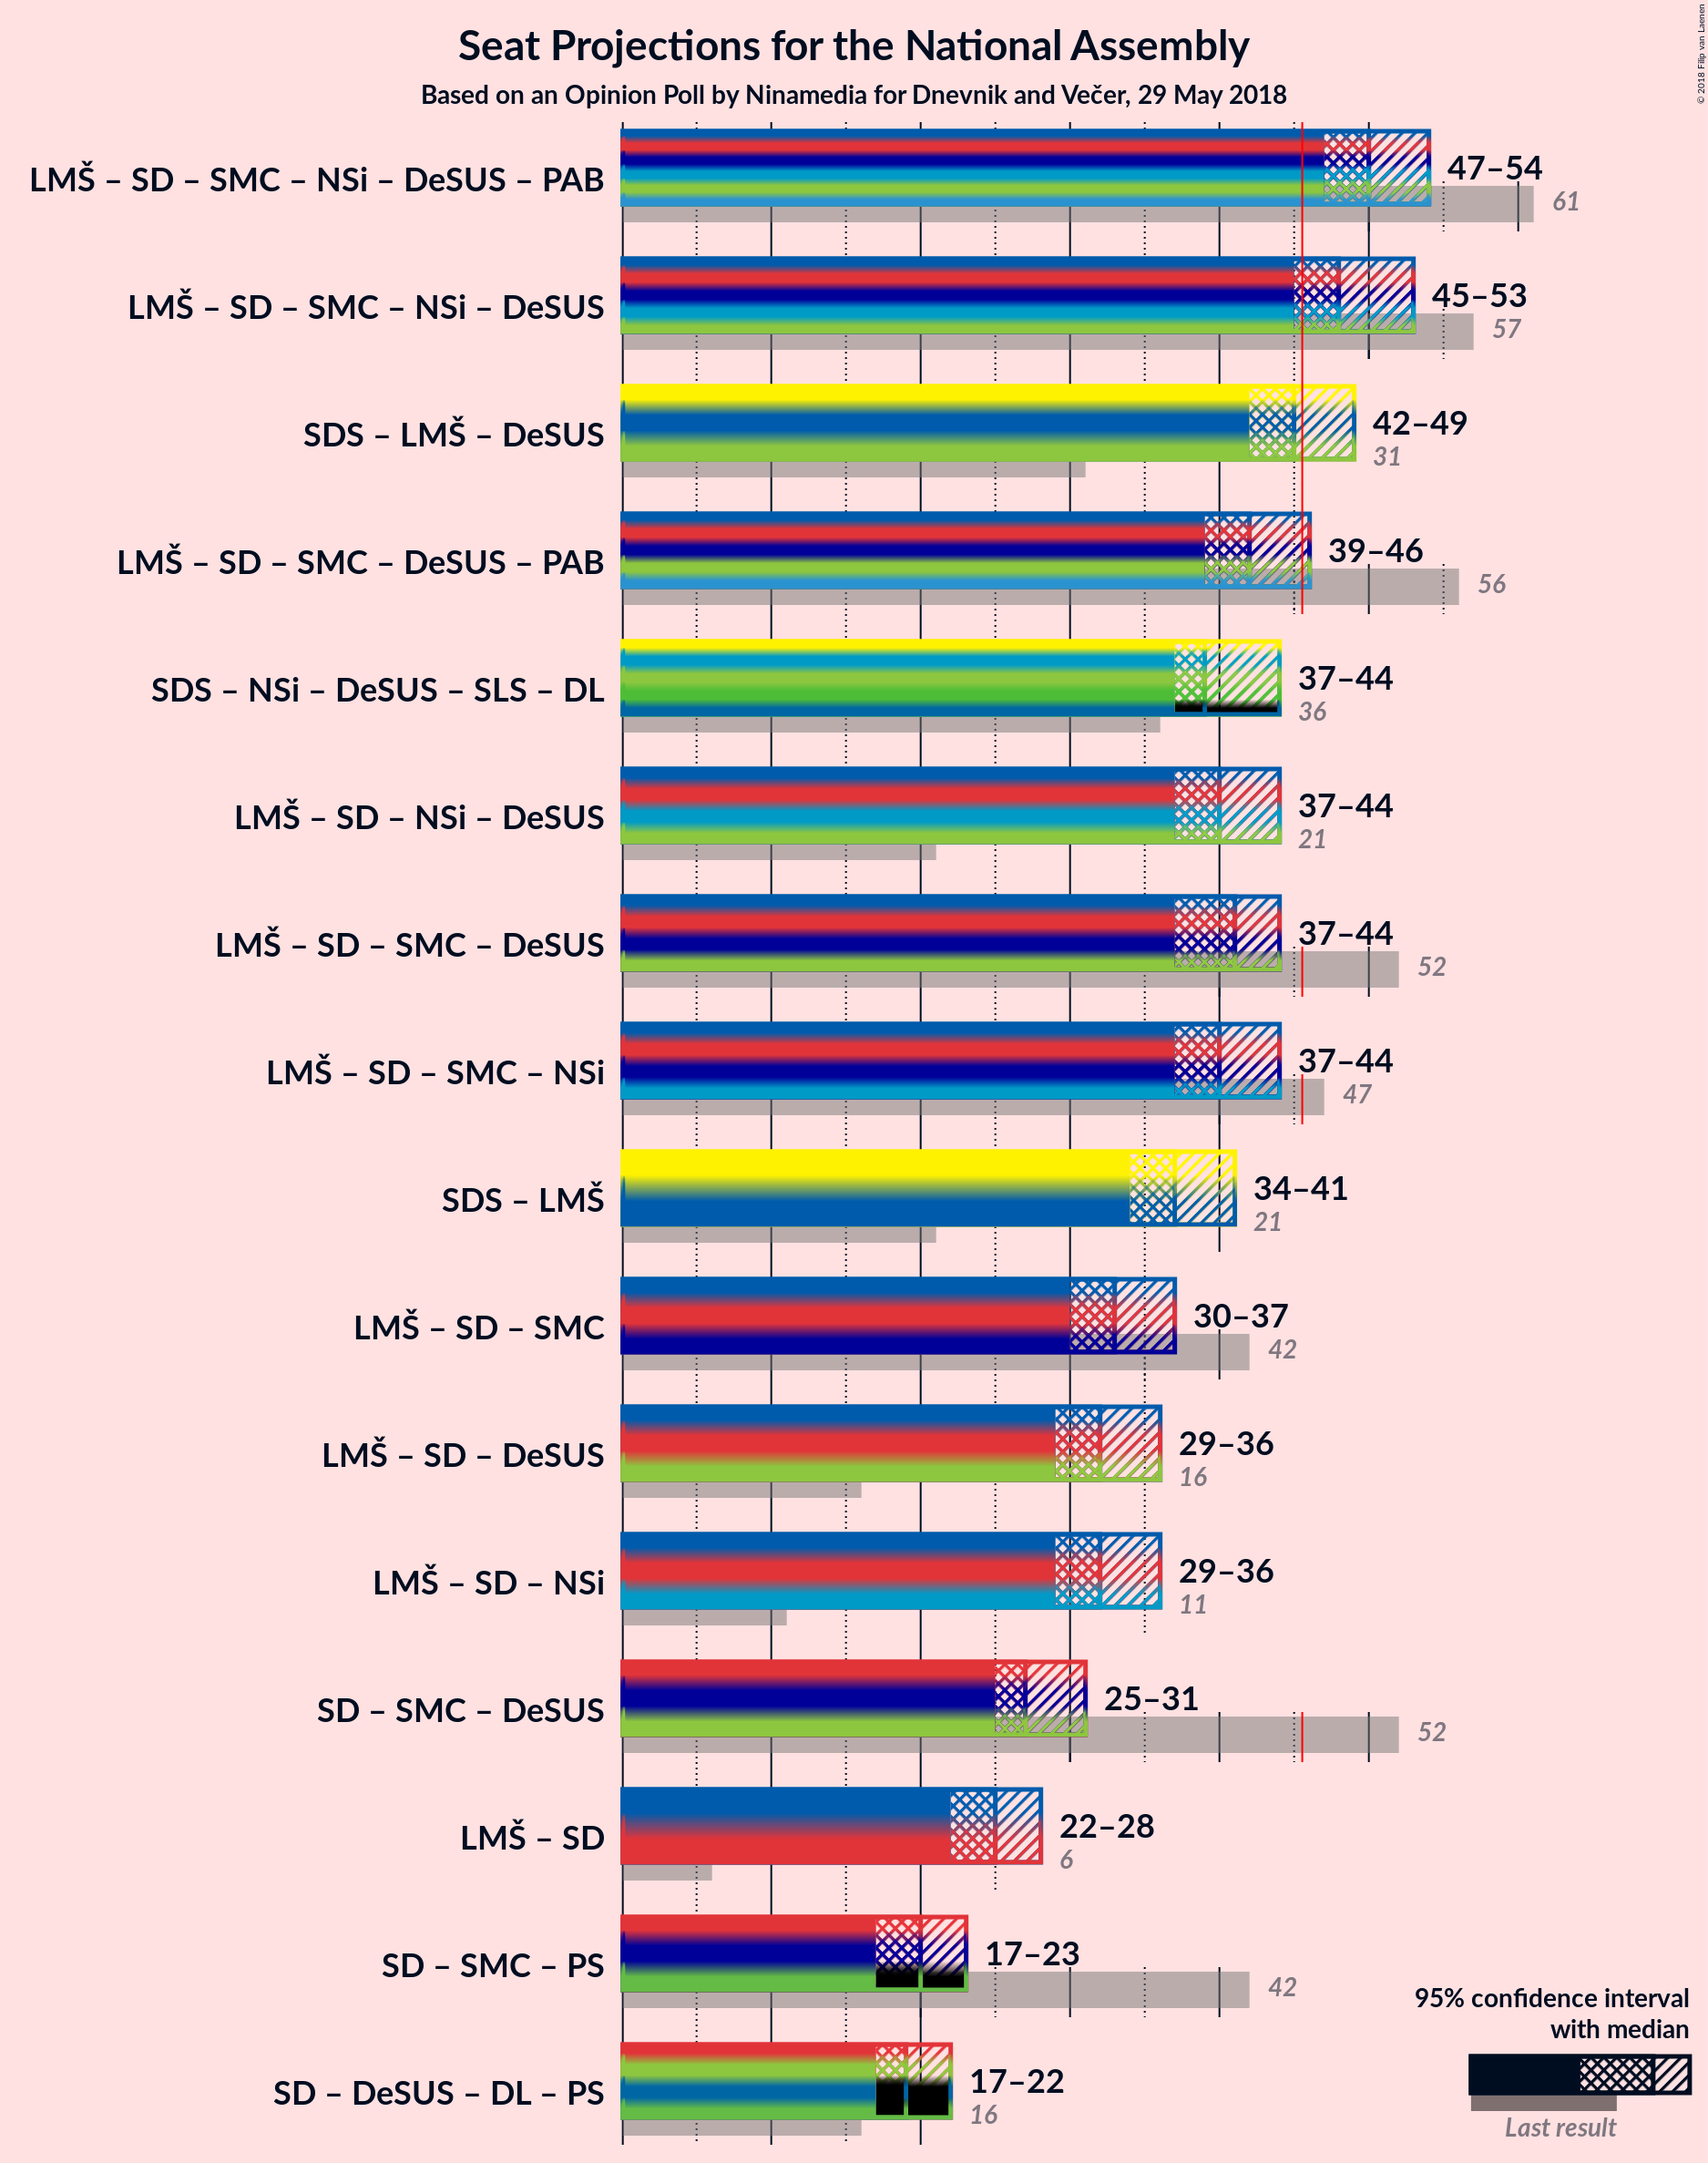 Seat Projections for the National Assembly
Based on an Opinion Poll by Ninamedia for Dnevnik and Večer, 29 May 2018
© 2018 Filip van Laenen
LMŠ – SD – SMC – NSi – DeSUS – PAB
47–54
61
LMŠ – SD – SMC – NSi – DeSUS
45–53
57
SDS – LMŠ – DeSUS
42–49
31
LMŠ – SD – SMC – DeSUS – PAB
39–46
56
SDS – NSi – DeSUS – SLS – DL
37–44
36
LMŠ – SD – NSi – DeSUS
37–44
21
LMŠ – SD – SMC – DeSUS
37–44
52
LMŠ – SD – SMC – NSi
37–44
47
SDS – LMŠ
34–41
21
LMŠ – SD – SMC
30–37
42
LMŠ – SD – DeSUS
29–36
16
LMŠ – SD – NSi
29–36
11
SD – SMC – DeSUS
25–31
52
LMŠ – SD
22–28
6
SD – SMC – PS
17–23
42
SD – DeSUS – DL – PS
17–22
16
95% confidence interval
with median
Last result